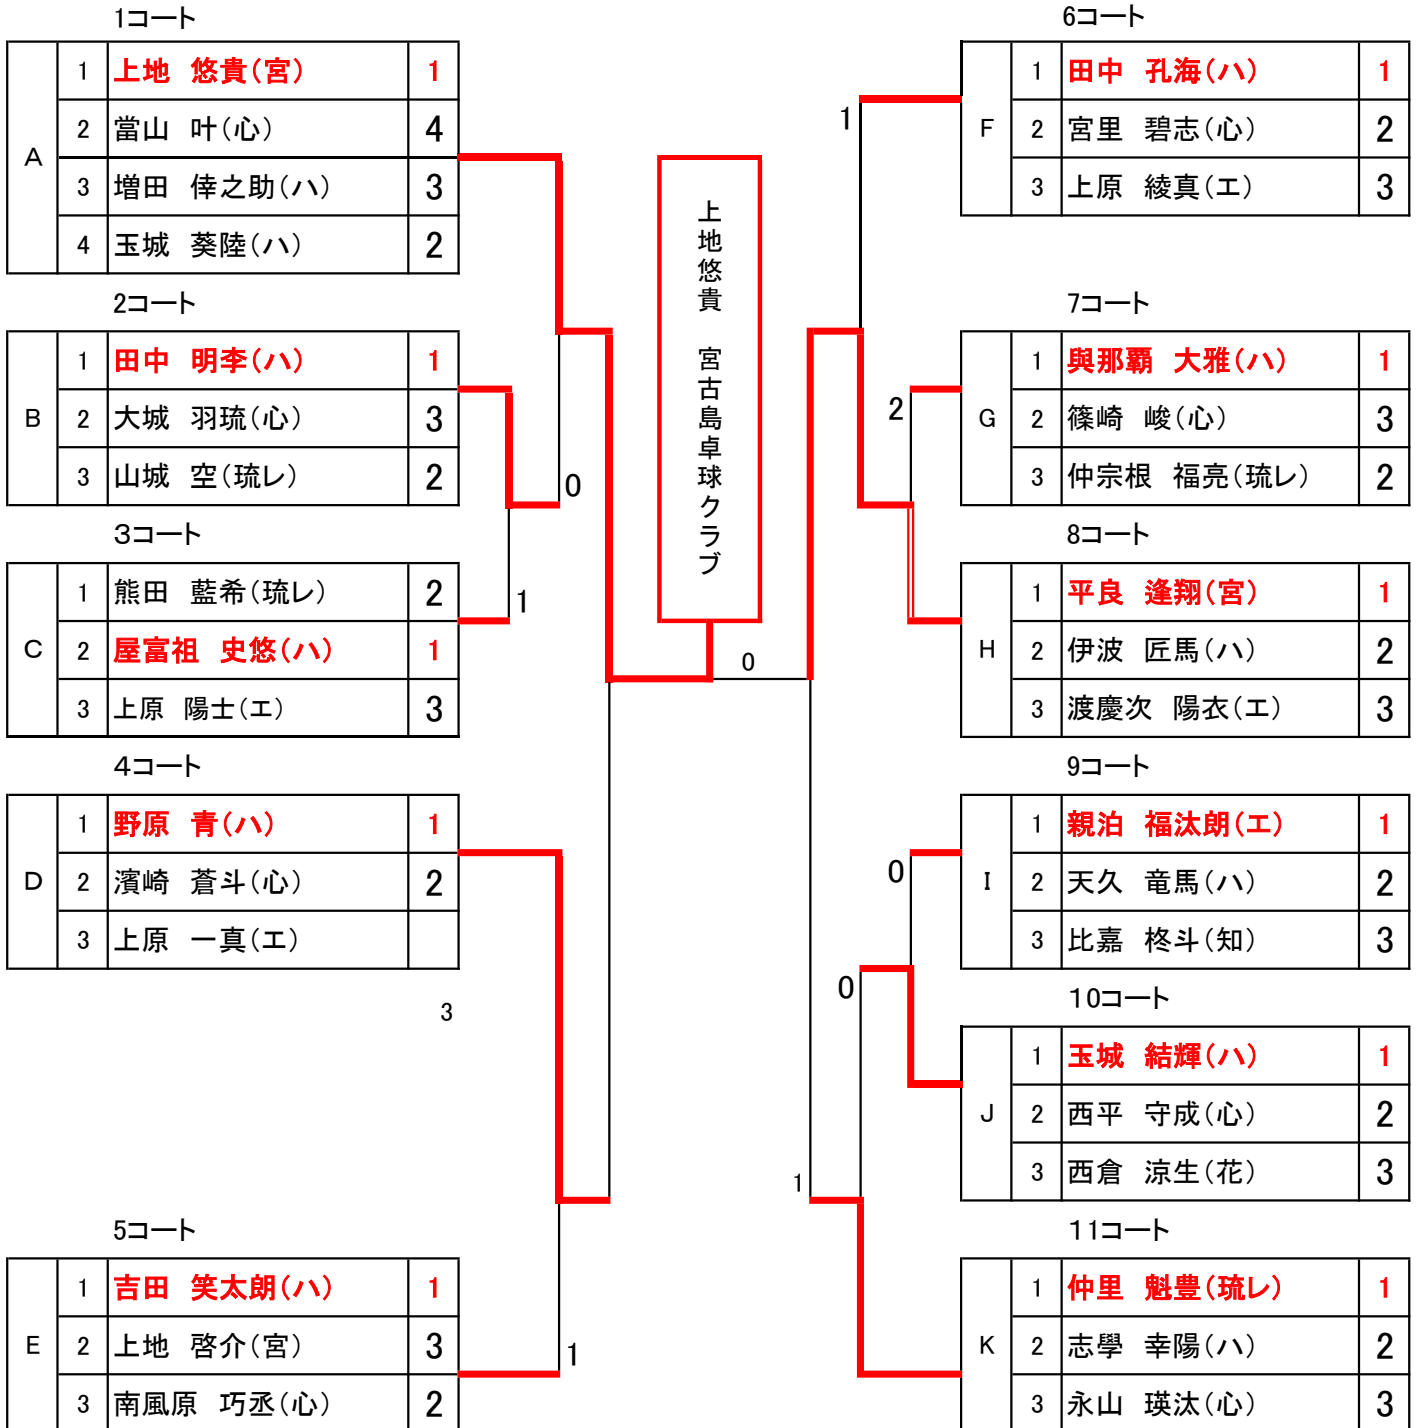 1コート
A
1 上地 悠貴(宮) 1
2 當山 叶(心) 4
3 増田 倖之助(ハ) 3
4 玉城 葵陸(ハ) 2
2コート
B
1 田中 明李(ハ) 1
2 大城 羽琉(心) 3
3 山城 空(琉レ) 2
0
3コート
C
1 熊田 藍希(琉レ) 2
2 屋富祖 史悠(ハ) 1
3 上原 陽士(エ) 3
1
4コート
D
1 野原 青(ハ) 1
2 濱崎 蒼斗(心) 2
3 上原 一真(エ)
3
5コート
E
1 吉田 笑太朗(ハ) 1
2 上地 啓介(宮) 3
3 南風原 巧丞(心) 2
1
上地悠貴 宮古島卓球クラブ
0
6コート
F
1 田中 孔海(ハ) 1
2 宮里 碧志(心) 2
3 上原 綾真(エ) 3
1
7コート
G
1 與那覇 大雅(ハ) 1
2 篠崎 峻(心) 3
3 仲宗根 福亮(琉レ) 2
2
8コート
H
1 平良 逢翔(宮) 1
2 伊波 匠馬(ハ) 2
3 渡慶次 陽衣(エ) 3
9コート
I
1 親泊 福汰朗(エ) 1
2 天久 竜馬(ハ) 2
3 比嘉 柊斗(知) 3
0
0
10コート
J
1 玉城 結輝(ハ) 1
2 西平 守成(心) 2
3 西倉 涼生(花) 3
1
11コート
K
1 仲里 魁豊(琉レ) 1
2 志學 幸陽(ハ) 2
3 永山 瑛汰(心) 3